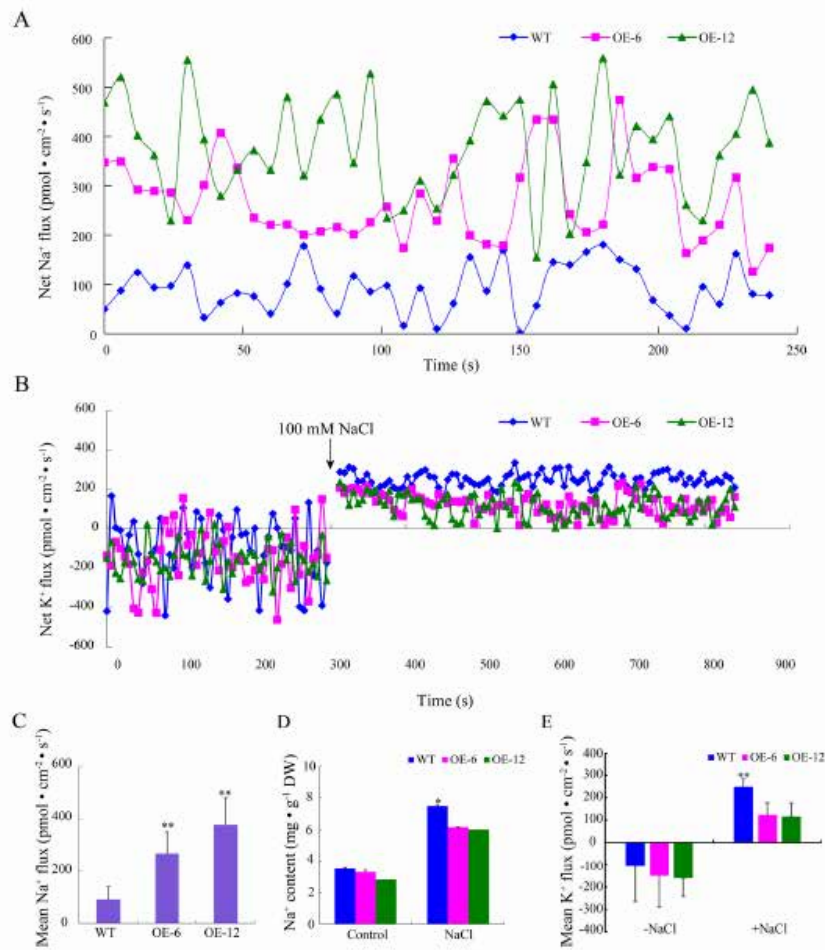 A
WT OE-6 OE-12
Net Na⁺ flux (pmol • cm⁻² • s⁻¹)
600
500
400
300
200
100
0
0 50 100 150 200 250
Time (s)
B
WT OE-6 OE-12
100 mM NaCl
Net K⁺ flux (pmol • cm⁻² • s⁻¹)
600
400
200
0
-200
-400
-600
0 100 200 300 400 500 600 700 800 900
Time (s)
C
Mean Na⁺ flux (pmol • cm⁻² • s⁻¹)
600
400
200
0
**
**
WT OE-6 OE-12
D
WT OE-6 OE-12
Na⁺ content (mg • g⁻¹ DW)
10
8
6
4
2
0
*
Control NaCl
E
WT OE-6 OE-12
Mean K⁺ flux (pmol • cm⁻² • s⁻¹)
400
300
200
100
0
-100
-200
-300
-400
**
-NaCl +NaCl